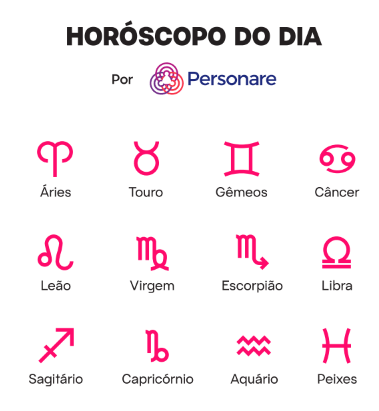 HORÓSCOPO DO DIA
Por Personare
Áries Touro Gêmeos Câncer
Leão Virgem Escorpião Libra
Sagitário Capricórnio Aquário Peixes